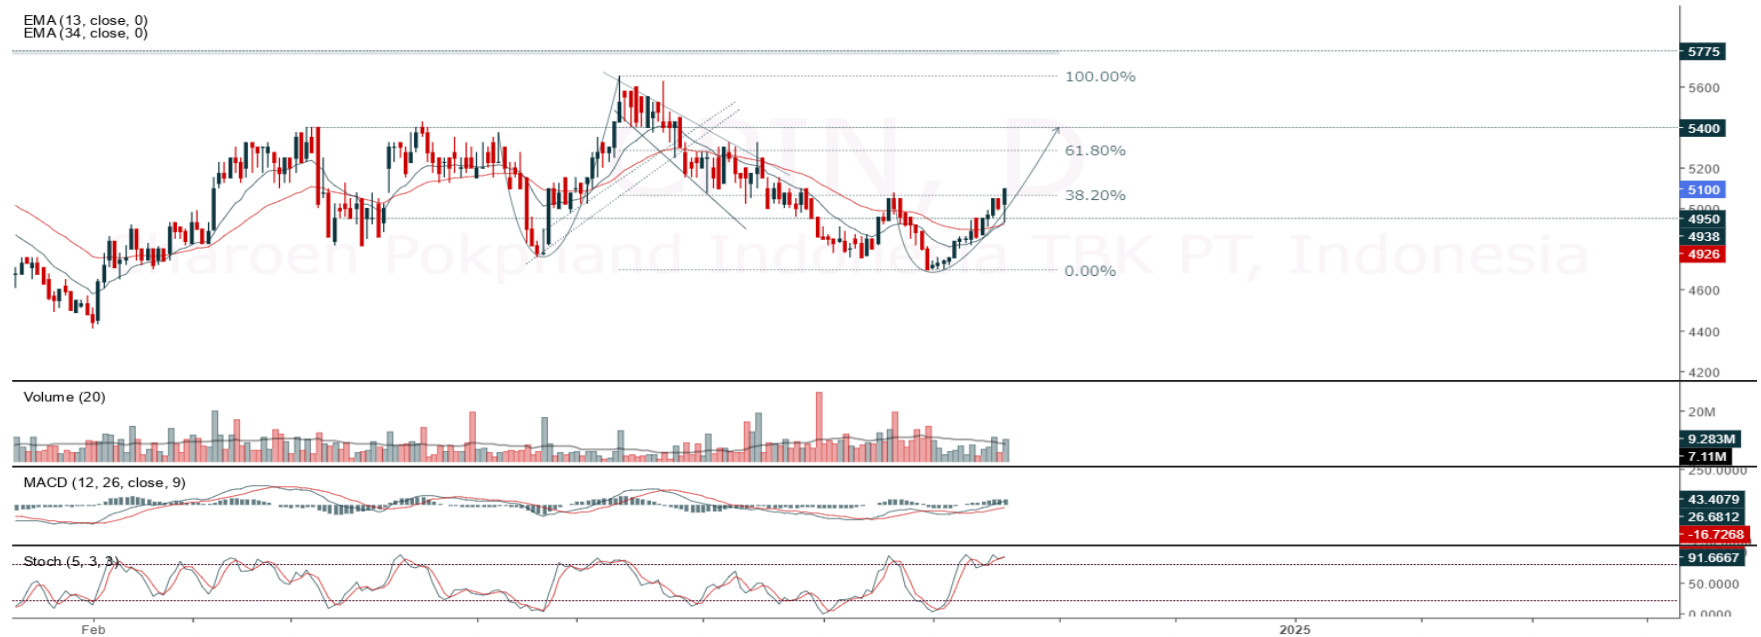 EMA (13, close, 0)
EMA (34, close, 0)
5775
100.00%
5600
CPIN, D
5400
61.80%
5200
5100
38.20%
5000
4950
4938
Charoen Pokphand Indonesia TBK PT, Indonesia
4926
0.00%
4600
4400
4200
Volume (20)
20M
9.283M
7.11M
250.0000
MACD (12, 26, close, 9)
43.4079
26.6812
-16.7268
Stoch (5, 3, 3)
91.6667
50.0000
0.0000
Feb
2025